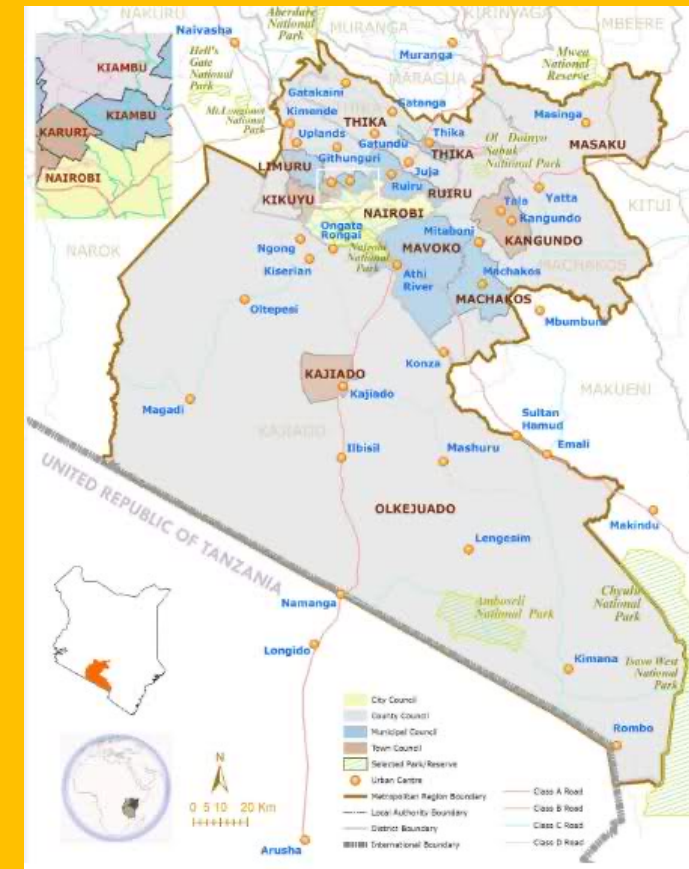 NAKURU
Aberdare
National
Park
MURANGA
KIRINYAGA
MBEERE
Naivasha
Hell's
Gate
National
Park
Muranga
MARAGUA
Mwea
National
Reserve
KIAMBU
KIAMBU
KARURI
NAIROBI
Mt Longonot
National
Park
Gatakaini
Kimende
Gatanga
THIKA
THIKA
Uplands
Gatundu
Thika
THIKA
Githunguri
Ol Doinyo
Sabuk
National Park
Masinga
MASAKU
LIMURU
Juja
Ruiru
RUIRU
KIKUYU
Yatta
KITUI
Tala
Kangundo
KANGUNDO
NAIROBI
Ongata
Rongai
Nairobi
National
Park
Mitaboni
NAROK
Ngong
Kiserian
MAVOKO
Athi
River
Machakos
MACHAKOS
MACHAKOS
Oltepesi
Mbumbuni
Konza
KAJIADO
Kajiado
MAKUENI
Magadi
KAJIADO
Sultan
Hamud
Emali
Ilbisil
Mashuru
UNITED REPUBLIC OF TANZANIA
OLKEJUADO
Makindu
Lengesim
Namanga
Amboseli
National Park
Chyulu
National
Park
Longido
Kimana
Tsavo West
National
Park
Rombo
City Council
County Council
Municipal Council
Town Council
Selected Park/Reserve
Urban Centre
Metropolitan Region Boundary
Local Authority Boundary
District Boundary
International Boundary
Class A Road
Class B Road
Class C Road
Class D Road
N
0 5 10 20 Km
Arusha